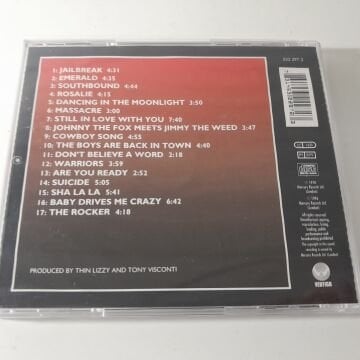 532 297 2
1: JAILBREAK 4:31
2: EMERALD 4:35
3: SOUTHBOUND 4:44
4: ROSALIE 4:15
5: DANCING IN THE MOONLIGHT 3:50
6: MASSACRE 4:03
7: STILL IN LOVE WITH YOU 7:40
8: JOHNNY THE FOX MEETS JIMMY THE WEED 3:47
9: COWBOY SONG 4:55
10: THE BOYS ARE BACK IN TOWN 4:40
11: DON'T BELIEVE A WORD 2:18
12: WARRIORS 3:59
13: ARE YOU READY 2:52
14: SUICIDE 5:05
15: SHA LA LA 5:41
16: BABY DRIVES ME CRAZY 6:42
17: THE ROCKER 4:18
PRODUCED BY THIN LIZZY AND TONY VISCONTI
VERTIGO